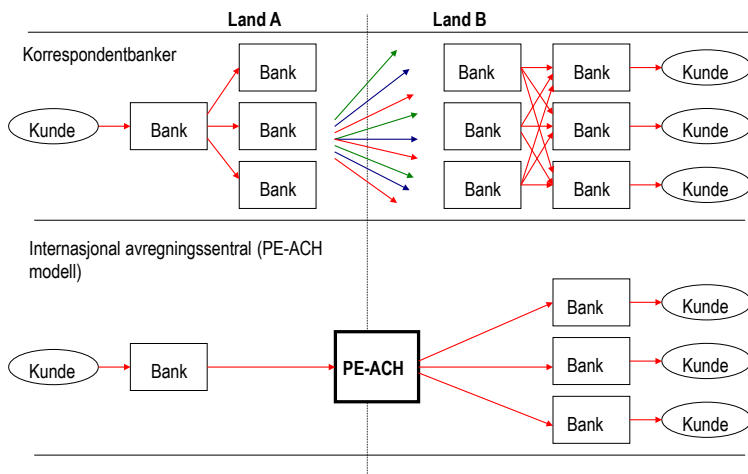 Land A
Land B
Korrespondentbanker
Bank
Bank
Bank
Kunde
Kunde
Bank
Bank
Bank
Bank
Bank
Kunde
Bank
Bank
Bank
Kunde
Internasjonal avregningssentral (PE-ACH
modell)
Bank
Kunde
Kunde
Bank
PE-ACH
Bank
Kunde
Bank
Kunde